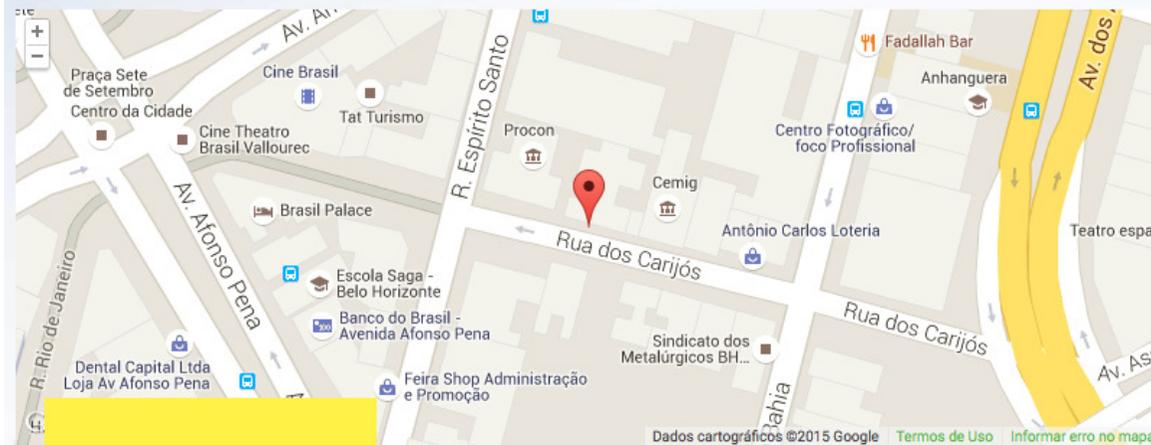 +
−
Praça Sete
de Setembro
Centro da Cidade
Cine Brasil
Tat Turismo
Cine Theatro
Brasil Vallourec
Av. Afonso Pena
Brasil Palace
R. Espírito Santo
Procon
Cemig
Fadallah Bar
Anhanguera
Av. dos
Centro Fotográfico/
foco Profissional
Antônio Carlos Loteria
Teatro espa
Rua dos Carijós
Rua dos Carijós
Escola Saga -
Belo Horizonte
Banco do Brasil -
Avenida Afonso Pena
R. Rio de Janeiro
Dental Capital Ltda
Loja Av Afonso Pena
Feira Shop Administração
e Promoção
Sindicato dos
Metalúrgicos BH...
Bahia
Av. As
Dados cartográficos ©2015 Google
Termos de Uso
Informar erro no mapa